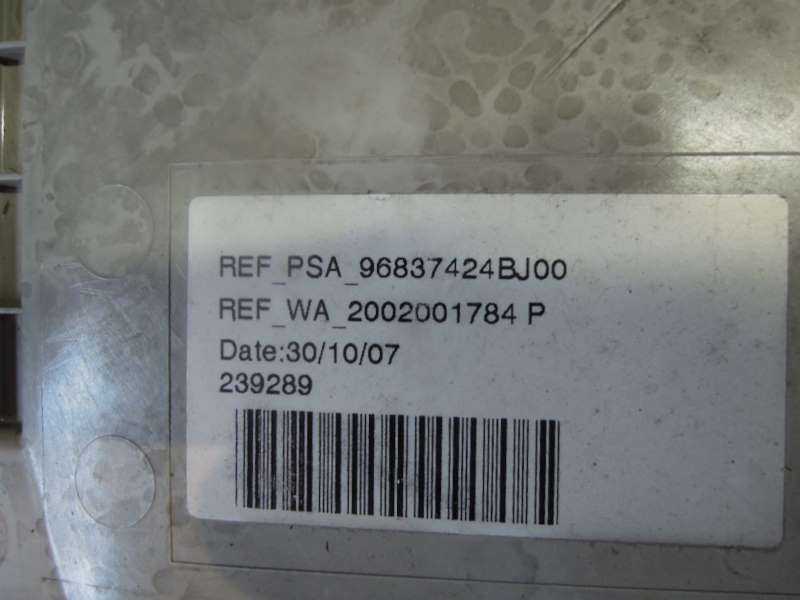 REF_PSA_96837424BJ00
REF_WA_2002001784 P
Date:30/10/07
239289